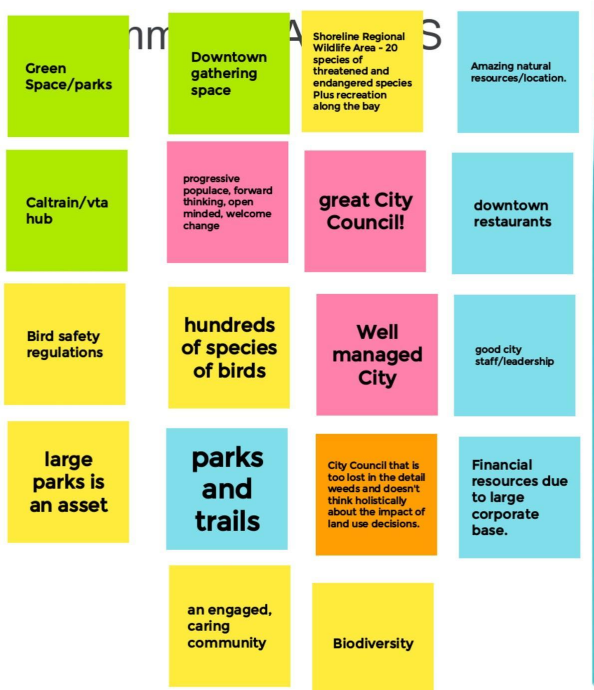 Green
Space/parks
Downtown
gathering
space
Shoreline Regional
Wildlife Area - 20
species of
threatened and
endangered species
Plus recreation
along the bay
Amazing natural
resources/location.
Caltrain/vta
hub
progressive
populace, forward
thinking, open
minded, welcome
change
great City
Council!
downtown
restaurants
Bird safety
regulations
hundreds
of species
of birds
Well
managed
City
good city
staff/leadership
large
parks is
an asset
parks
and
trails
City Council that is
too lost in the detail
weeds and doesn't
think holistically
about the impact of
land use decisions.
Financial
resources due
to large
corporate
base.
an engaged,
caring
community
Biodiversity